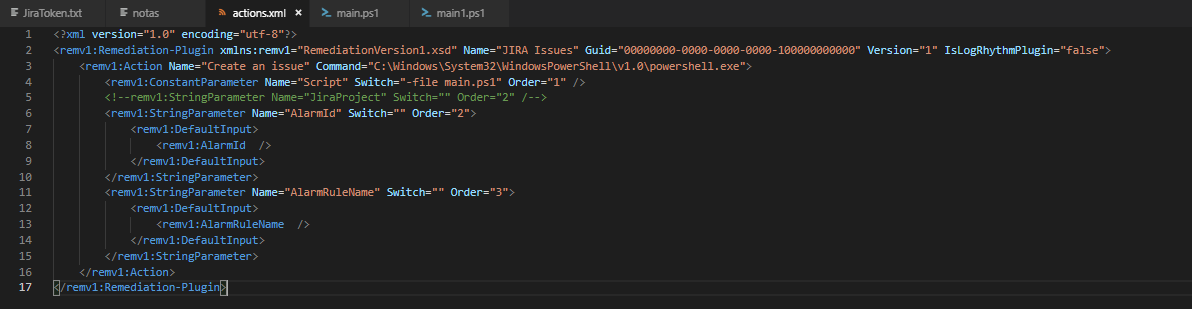 JiraToken.txt notas actions.xml × main.ps1 main1.ps1
1 <?xml version="1.0" encoding="utf-8"?>
2 <remv1:Remediation-Plugin xmlns:remv1="RemediationVersion1.xsd" Name="JIRA Issues" Guid="00000000-0000-0000-0000-100000000000" Version="1" IsLogRhythmPlugin="false">
3 <remv1:Action Name="Create an issue" Command="C:\Windows\System32\WindowsPowerShell\v1.0\powershell.exe">
4 <remv1:ConstantParameter Name="Script" Switch="-file main.ps1" Order="1" />
5 <!--remv1:StringParameter Name="JiraProject" Switch="" Order="2" /-->
6 <remv1:StringParameter Name="AlarmId" Switch="" Order="2">
7 <remv1:DefaultInput>
8 <remv1:AlarmId  />
9 </remv1:DefaultInput>
10 </remv1:StringParameter>
11 <remv1:StringParameter Name="AlarmRuleName" Switch="" Order="3">
12 <remv1:DefaultInput>
13 <remv1:AlarmRuleName  />
14 </remv1:DefaultInput>
15 </remv1:StringParameter>
16 </remv1:Action>
17 </remv1:Remediation-Plugin>